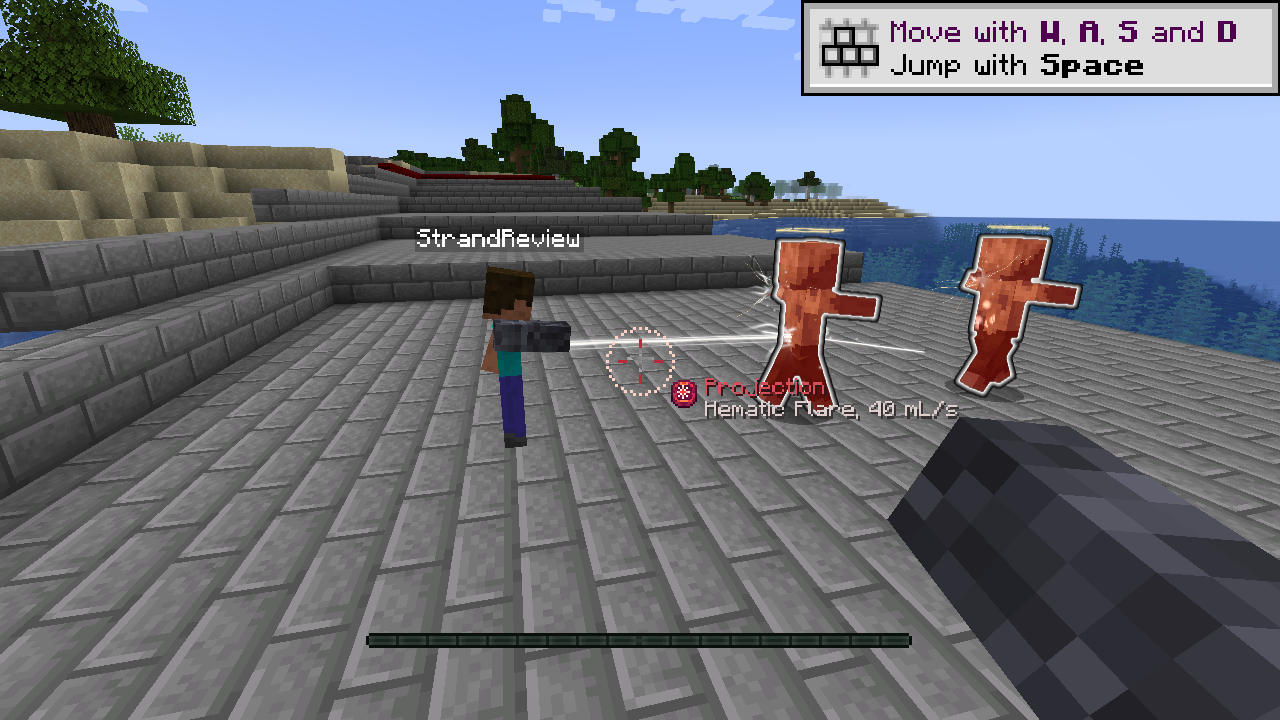 Move with W, A, S and D
Jump with Space
StrandReview
Projection
Hematic Flare, 40 mL/s